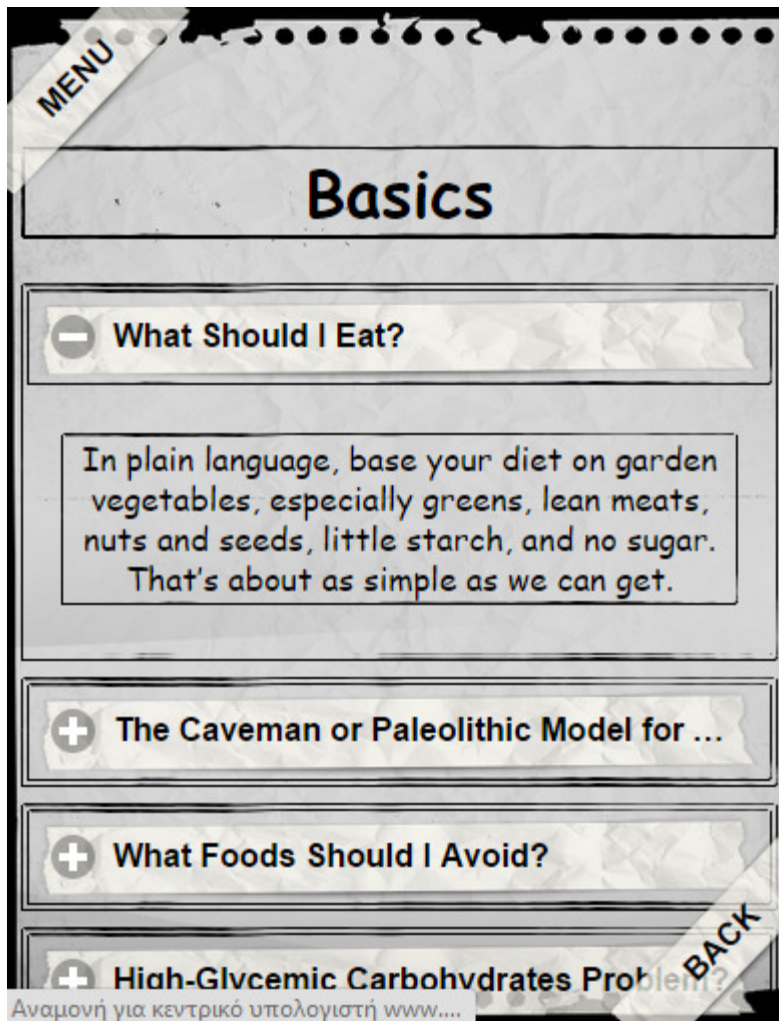 MENU
Basics
What Should I Eat?
In plain language, base your diet on garden
vegetables, especially greens, lean meats,
nuts and seeds, little starch, and no sugar.
That's about as simple as we can get.
The Caveman or Paleolithic Model for ...
What Foods Should I Avoid?
High-Glycemic Carbohydrates Problem?
BACK
Αναμονή για κεντρικό υπολογιστή www....